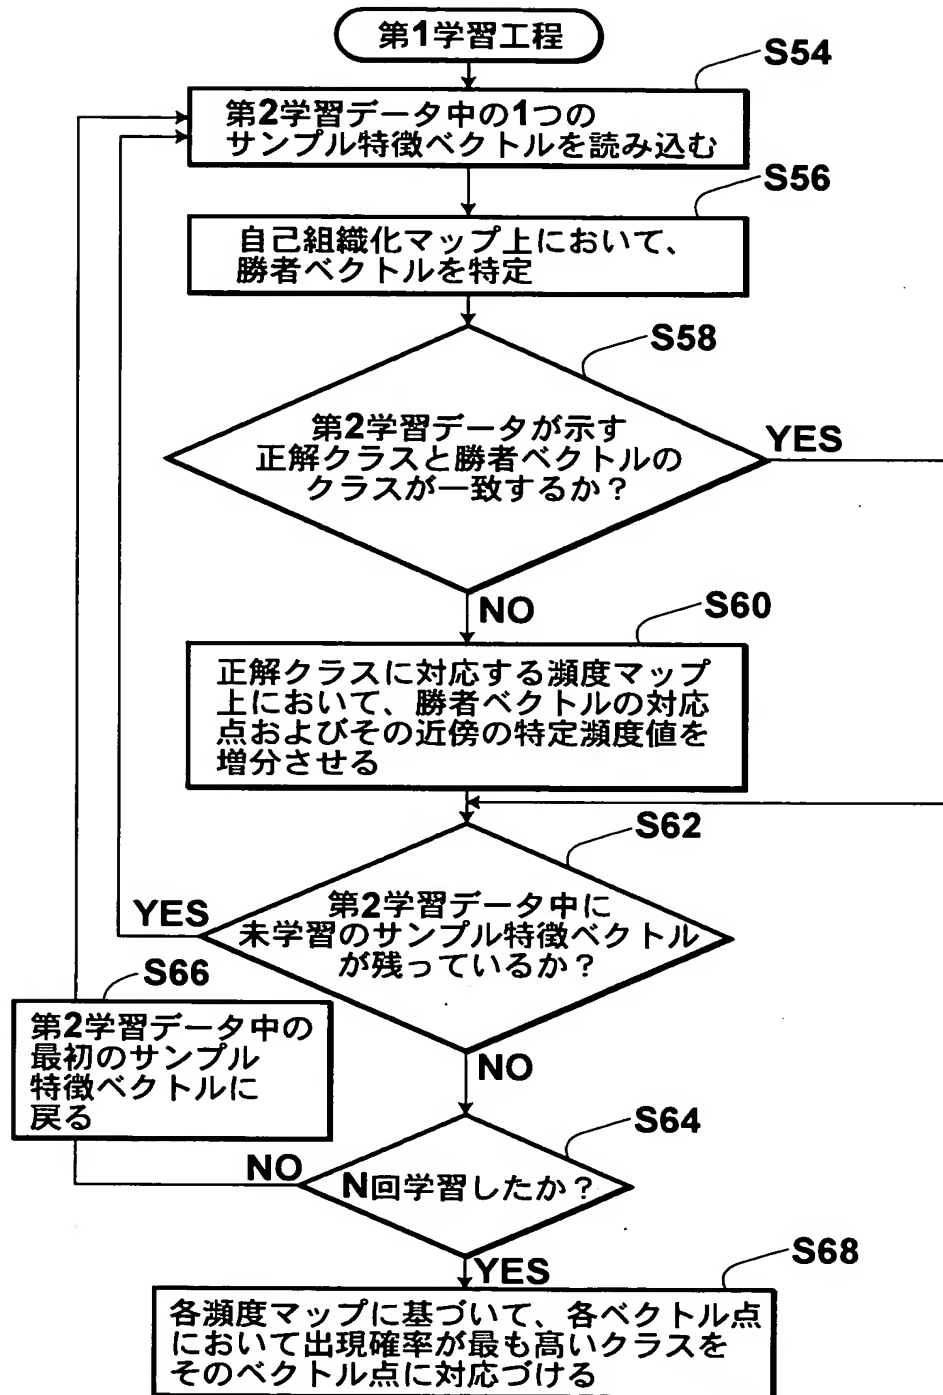 第1学習工程
S54
第2学習データ中の1つの
サンプル特徴ベクトルを読み込む
S56
自己組織化マップ上において、
勝者ベクトルを特定
S58
第2学習データが示す
正解クラスと勝者ベクトルの
クラスが一致するか？
YES
NO
S60
正解クラスに対応する瀕度マップ
上において、勝者ベクトルの対応
点およびその近傍の特定瀕度値を
増分させる
S62
第2学習データ中に
未学習のサンプル特徴ベクトル
が残っているか？
YES
S66
第2学習データ中の
最初のサンプル
特徴ベクトルに
戻る
NO
S64
N回学習したか？
NO
YES
S68
各瀕度マップに基づいて、各ベクトル点
において出現確率が最も高いクラスを
そのベクトル点に対応づける